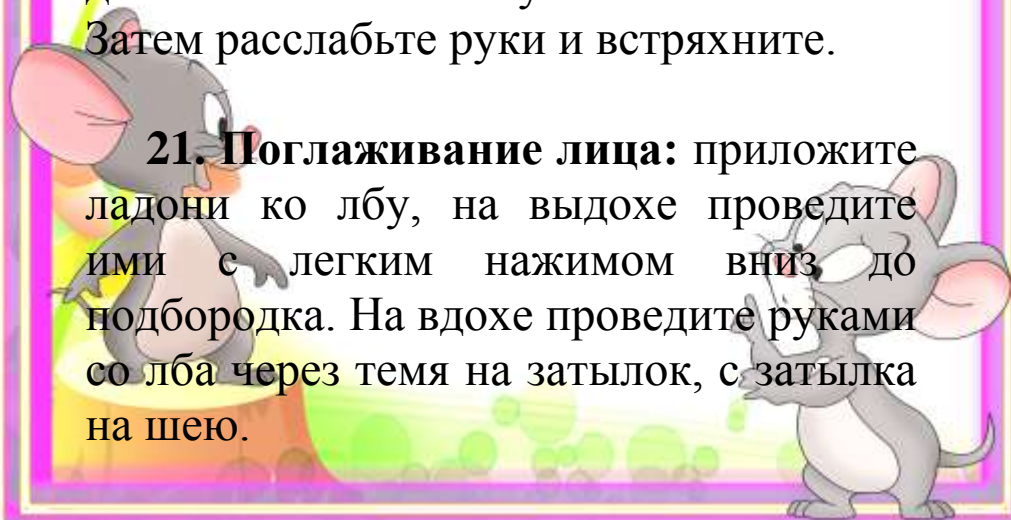 Затем расслабьте руки и встряхните.
21. Поглаживание лица: приложите
ладони ко лбу, на выдохе проведите
ими с легким нажимом вниз до
подбородка. На вдохе проведите руками
со лба через темя на затылок, с затылка
на шею.